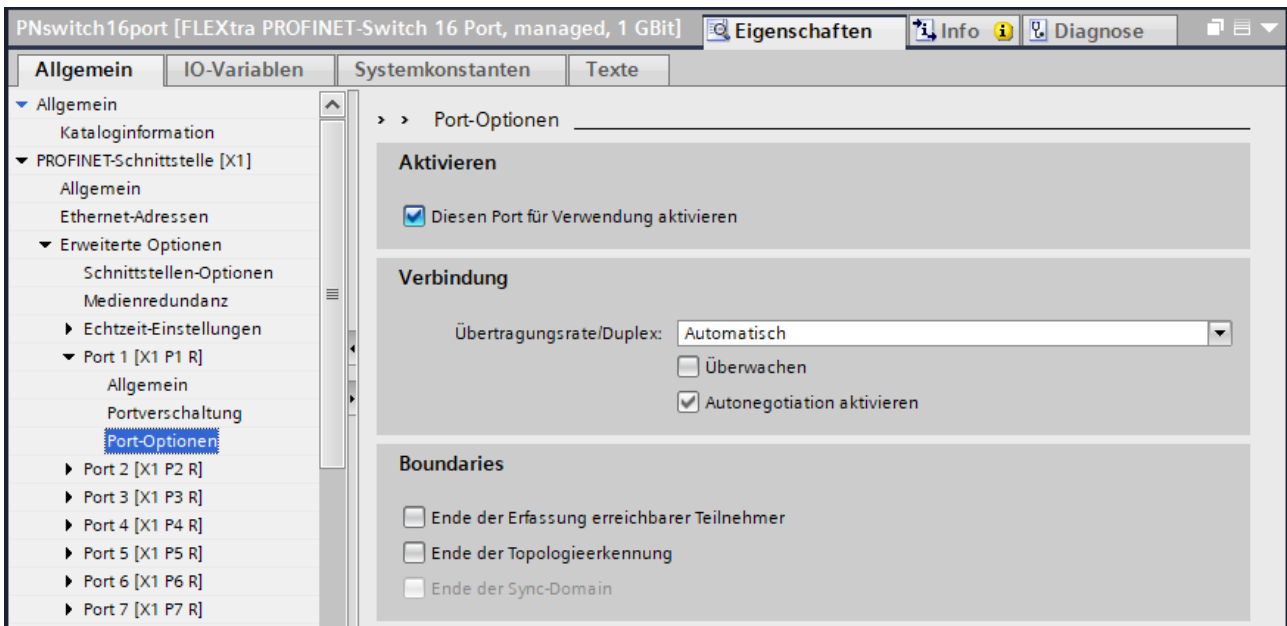 PNswitch16port [FLEXtra PROFINET-Switch 16 Port, managed, 1 GBit]
Eigenschaften
Info
Diagnose
Allgemein
IO-Variablen
Systemkonstanten
Texte
Allgemein
Kataloginformation
PROFINET-Schnittstelle [X1]
Allgemein
Ethernet-Adressen
Erweiterte Optionen
Schnittstellen-Optionen
Medienredundanz
Echtzeit-Einstellungen
Port 1 [X1 P1 R]
Allgemein
Portverschaltung
Port-Optionen
Port 2 [X1 P2 R]
Port 3 [X1 P3 R]
Port 4 [X1 P4 R]
Port 5 [X1 P5 R]
Port 6 [X1 P6 R]
Port 7 [X1 P7 R]
Port-Optionen
Aktivieren
Diesen Port für Verwendung aktivieren
Verbindung
Übertragungsrate/Duplex: Automatisch
Überwachen
Autonegotiation aktivieren
Boundaries
Ende der Erfassung erreichbarer Teilnehmer
Ende der Topologieerkennung
Ende der Sync-Domain